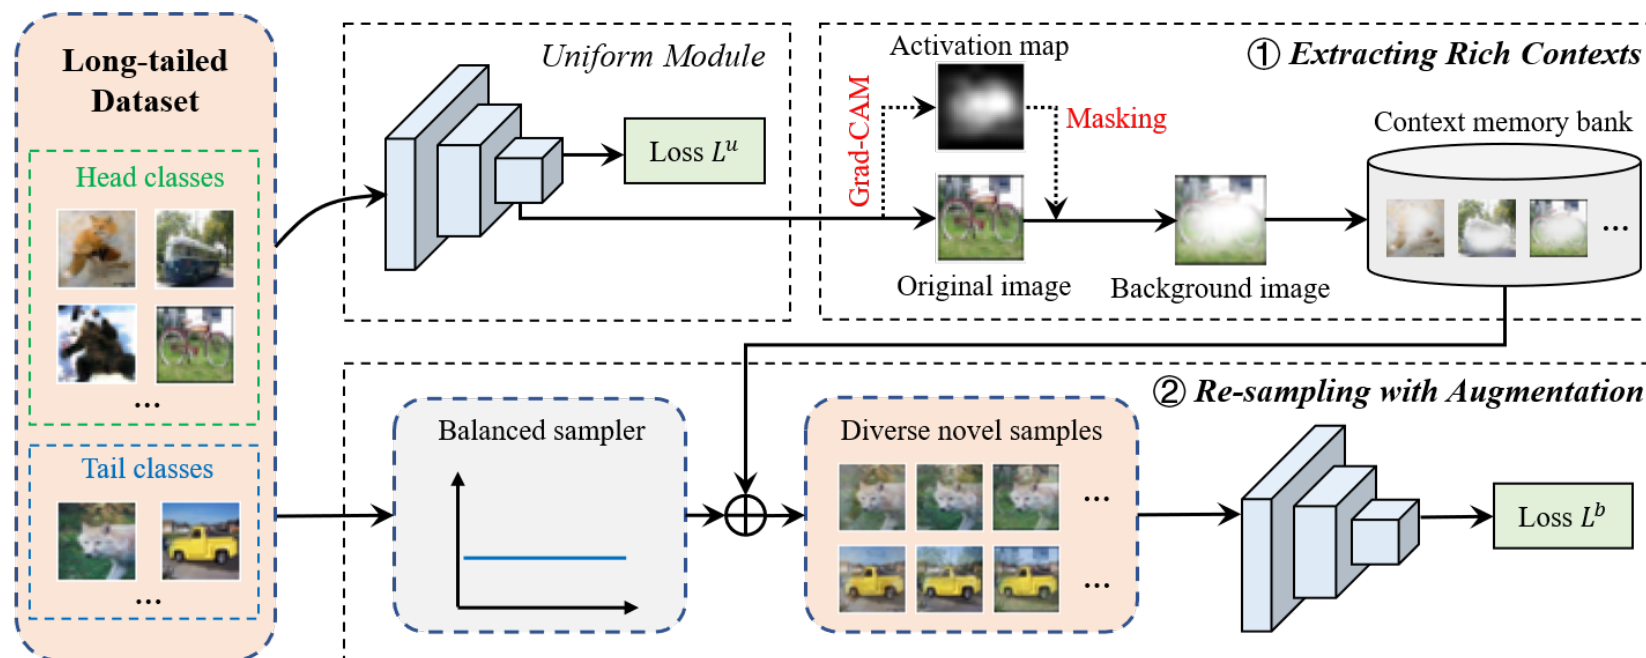 Long-tailed
Dataset
Head classes
...
Tail classes
...
Uniform Module
Loss L^u
① Extracting Rich Contexts
Activation map
Grad-CAM
Masking
Original image
Background image
Context memory bank
...
② Re-sampling with Augmentation
Balanced sampler
Diverse novel samples
...
...
Loss L^b